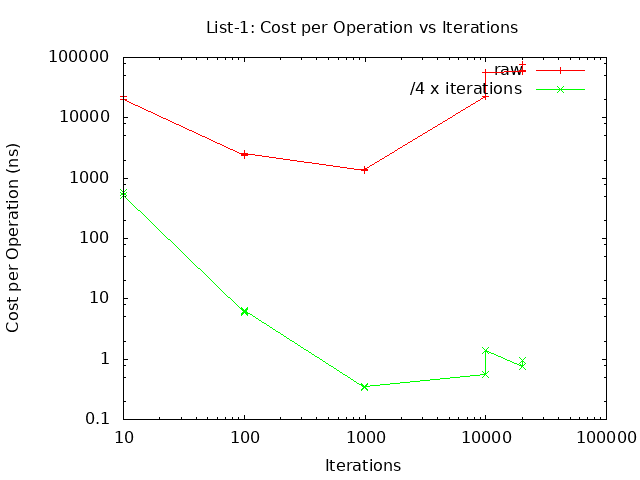 List-1: Cost per Operation vs Iterations
100000
10000
1000
100
10
1
0.1
Cost per Operation (ns)
raw
/4 x iterations
10 100 1000 10000 100000
Iterations